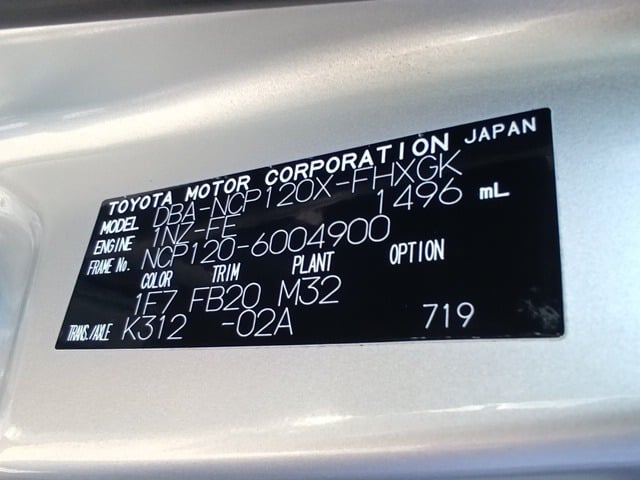 TOYOTA MOTOR CORPORATION JAPAN
MODEL DBA-NCP120X-FHXGK
ENGINE 1NZ-FE 1496 mL
FRAME No. NCP120-6004900
COLOR TRIM PLANT OPTION
1F7 FB20 M32
TRANS./AXLE K312 -02A 719